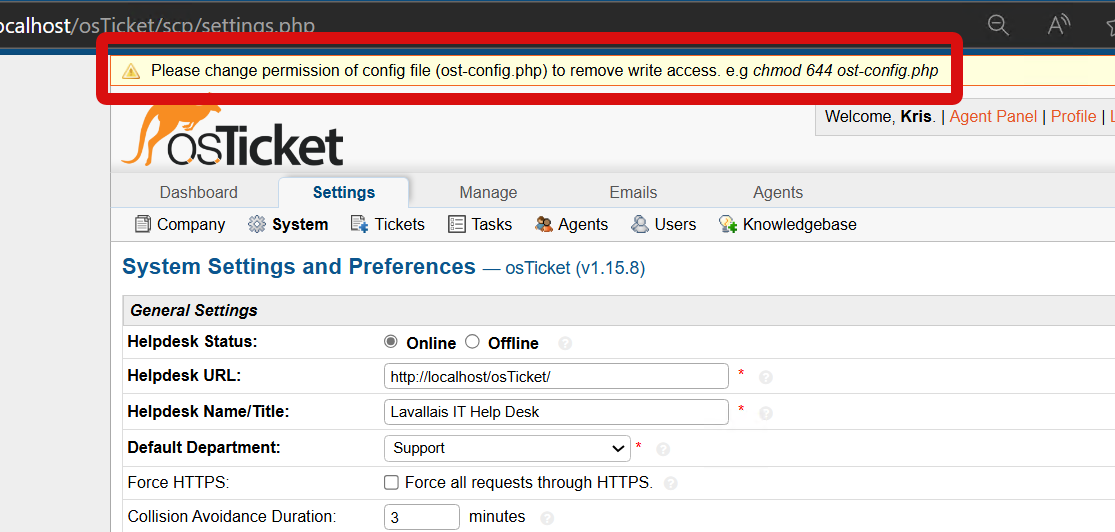 ocalhost/osTicket/scp/settings.php
Please change permission of config file (ost-config.php) to remove write access. e.g chmod 644 ost-config.php
osTicket
Welcome, Kris. | Agent Panel | Profile |
Dashboard Settings Manage Emails Agents
Company System Tickets Tasks Agents Users Knowledgebase
System Settings and Preferences — osTicket (v1.15.8)
General Settings
Helpdesk Status: Online Offline
Helpdesk URL: http://localhost/osTicket/ *
Helpdesk Name/Title: Lavallais IT Help Desk *
Default Department: Support *
Force HTTPS: Force all requests through HTTPS.
Collision Avoidance Duration: 3 minutes